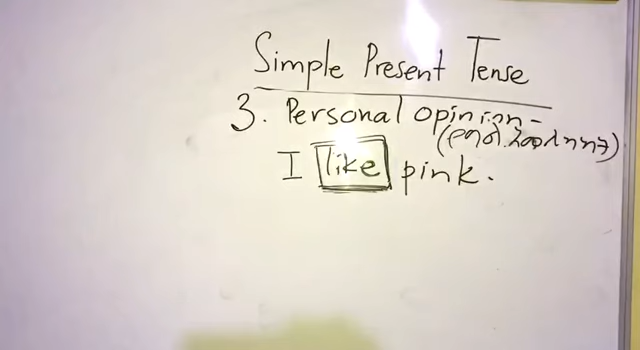 Simple Present Tense
3. Personal opinion-
I like pink.